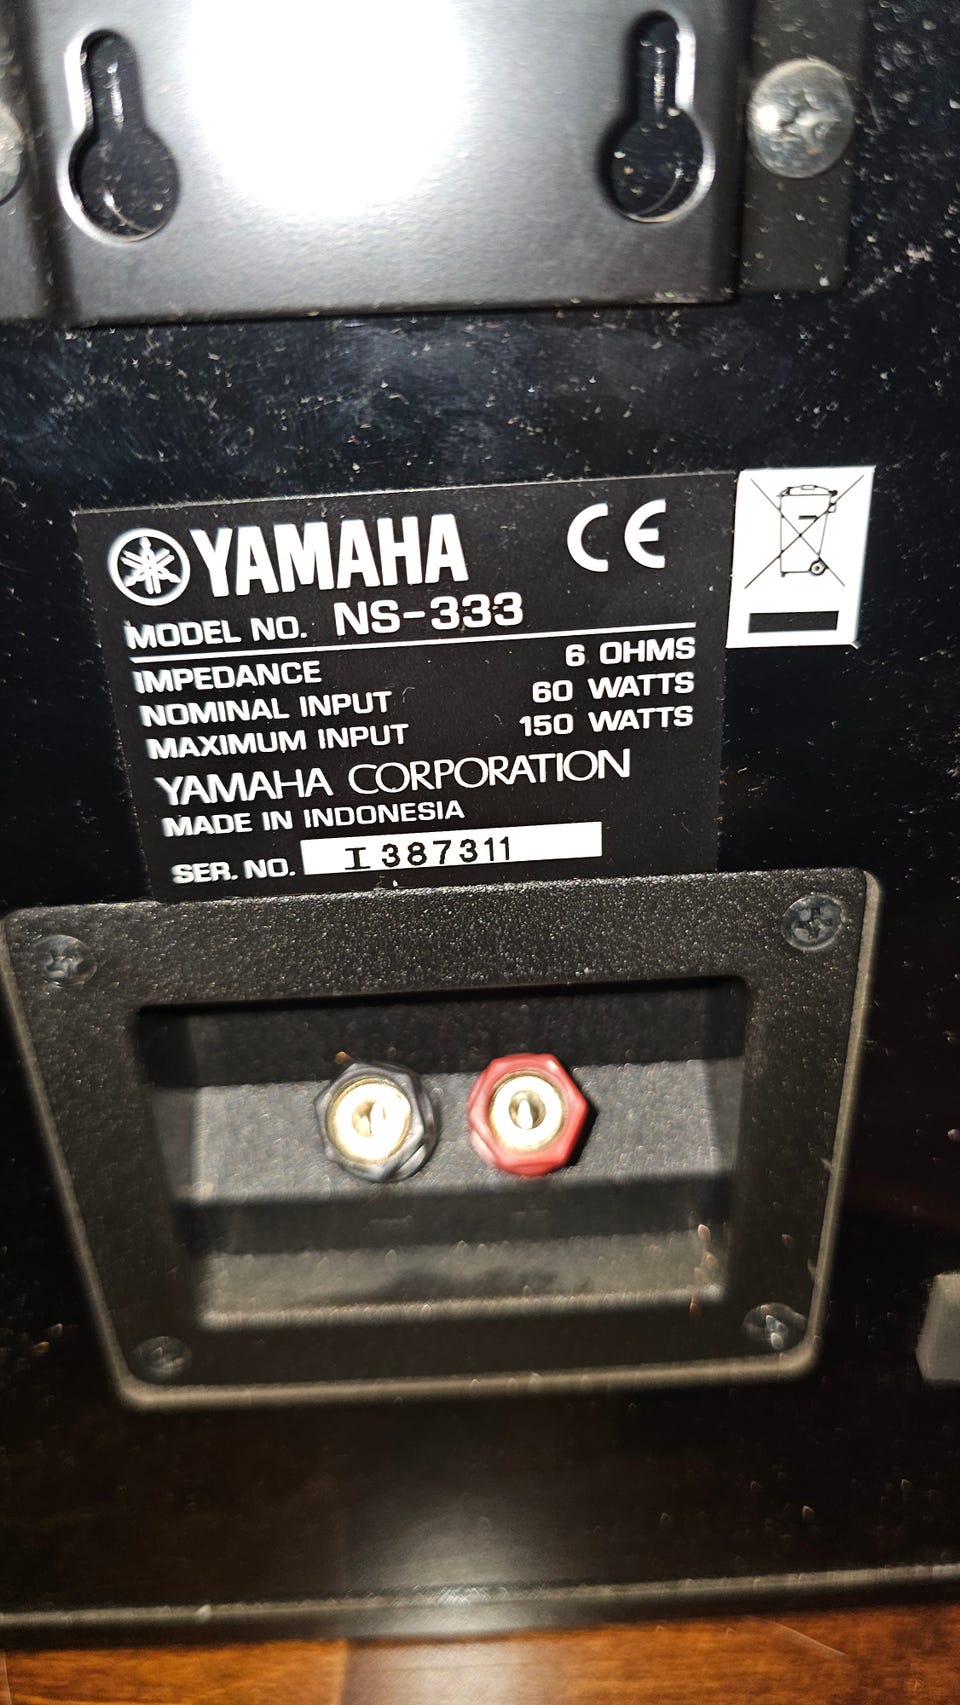 YAMAHA CE
MODEL NO. NS-333
IMPEDANCE 6 OHMS
NOMINAL INPUT 60 WATTS
MAXIMUM INPUT 150 WATTS
YAMAHA CORPORATION
MADE IN INDONESIA
SER. NO. I 387311